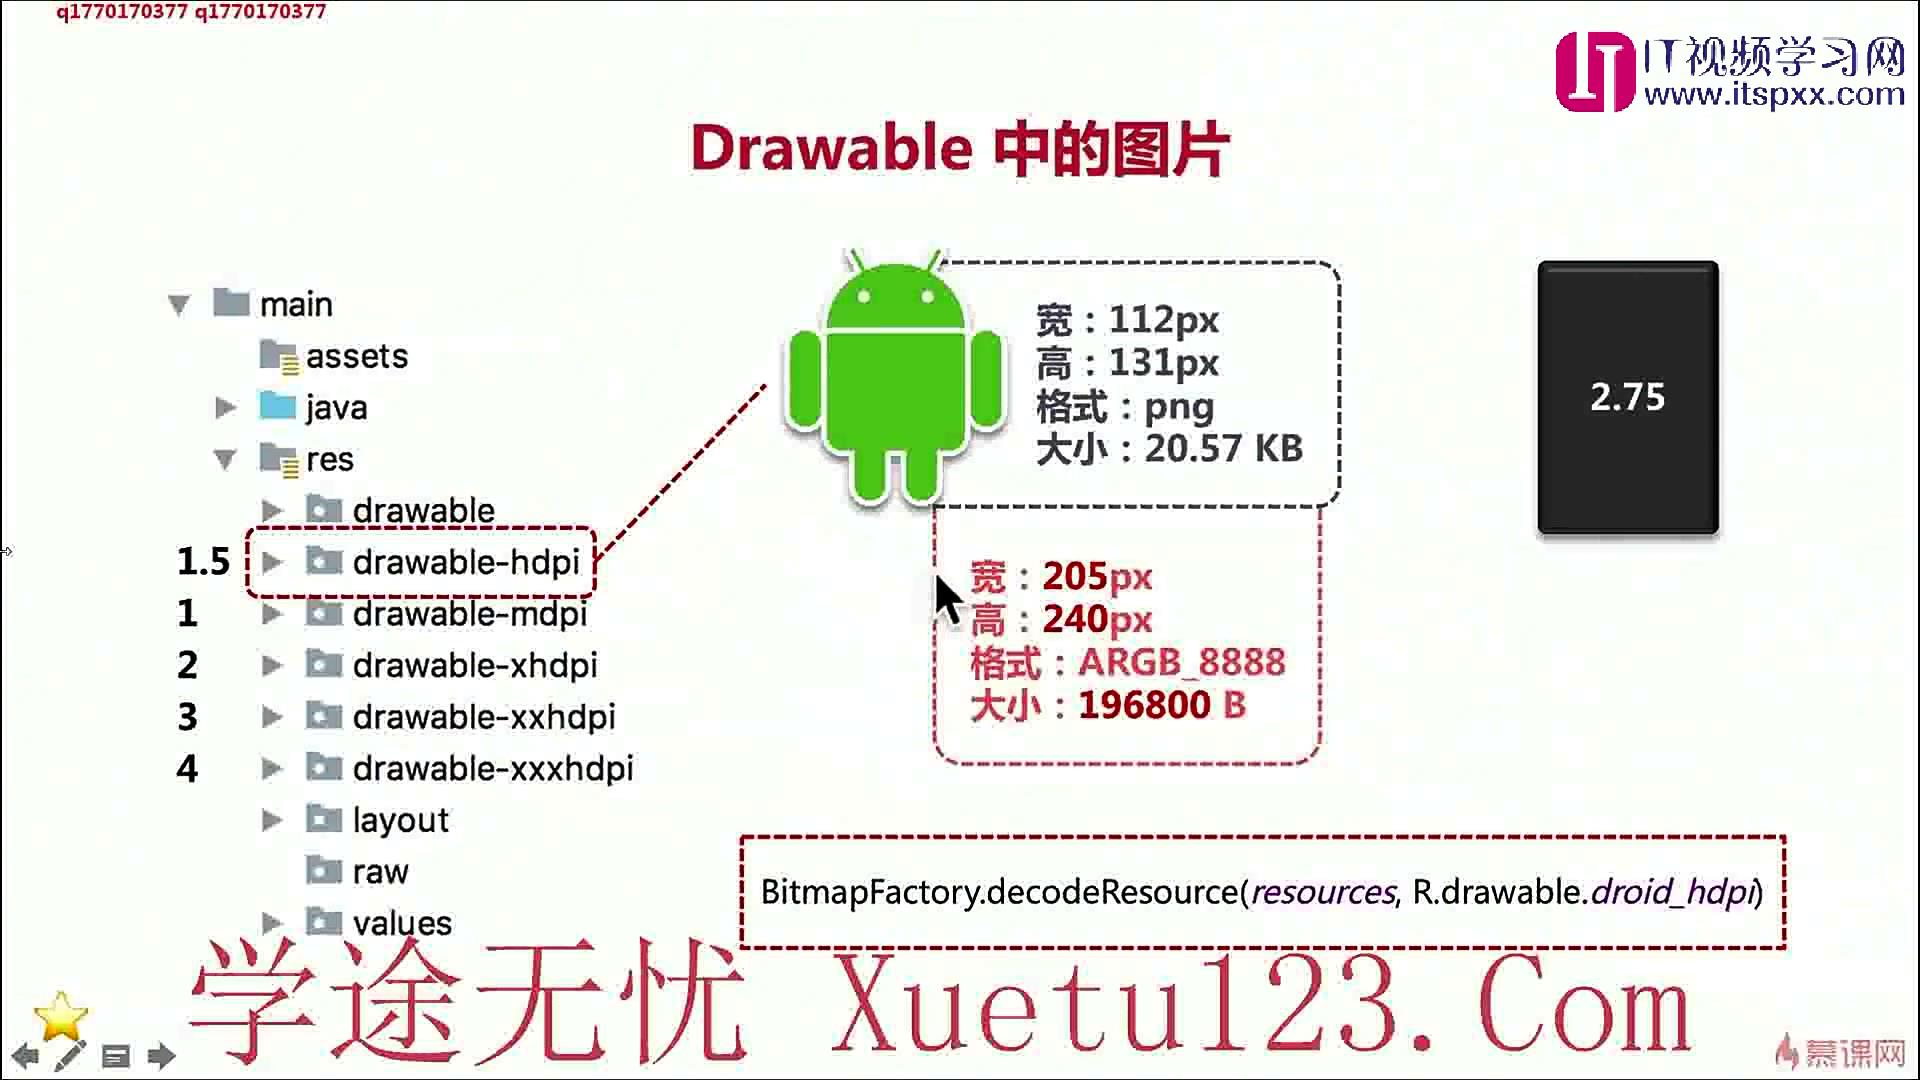 q1770170377 q1770170377
IT视频学习网
www.itspxx.com
Drawable 中的图片
main
assets
java
res
drawable
1.5 drawable-hdpi
1 drawable-mdpi
2 drawable-xhdpi
3 drawable-xxhdpi
4 drawable-xxxhdpi
layout
raw
values
宽：112px
高：131px
格式：png
大小：20.57 KB
2.75
宽：205px
高：240px
格式：ARGB_8888
大小：196800 B
BitmapFactory.decodeResource(resources, R.drawable.droid_hdpi)
学途无忧 Xuetu123.Com
慕课网